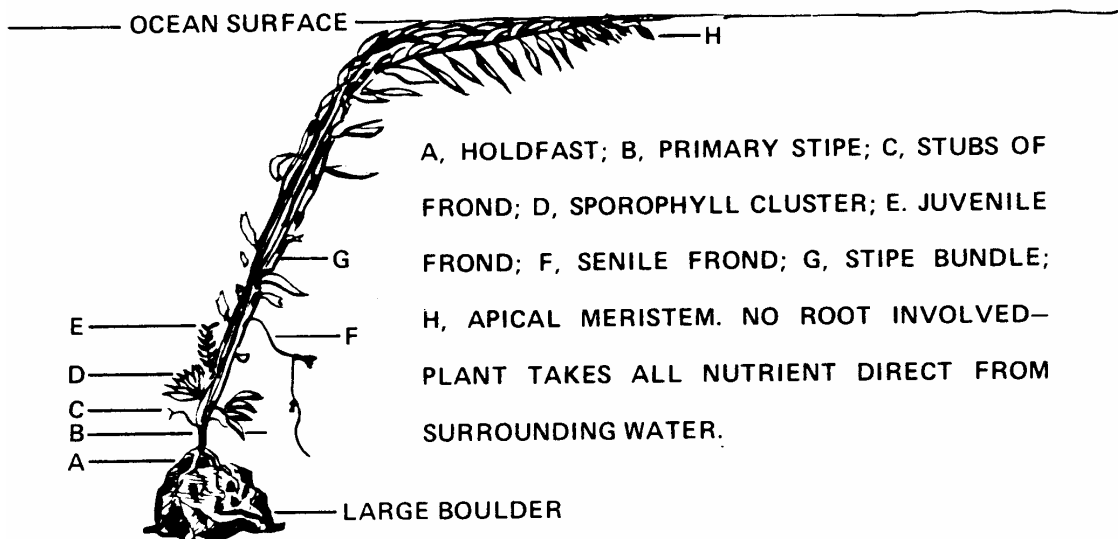 OCEAN SURFACE
H
A, HOLDFAST; B, PRIMARY STIPE; C, STUBS OF
FROND; D, SPOROPHYLL CLUSTER; E. JUVENILE
G
FROND; F, SENILE FROND; G, STIPE BUNDLE;
E
F
H, APICAL MERISTEM. NO ROOT INVOLVED—
D
PLANT TAKES ALL NUTRIENT DIRECT FROM
C
B
SURROUNDING WATER.
A
LARGE BOULDER